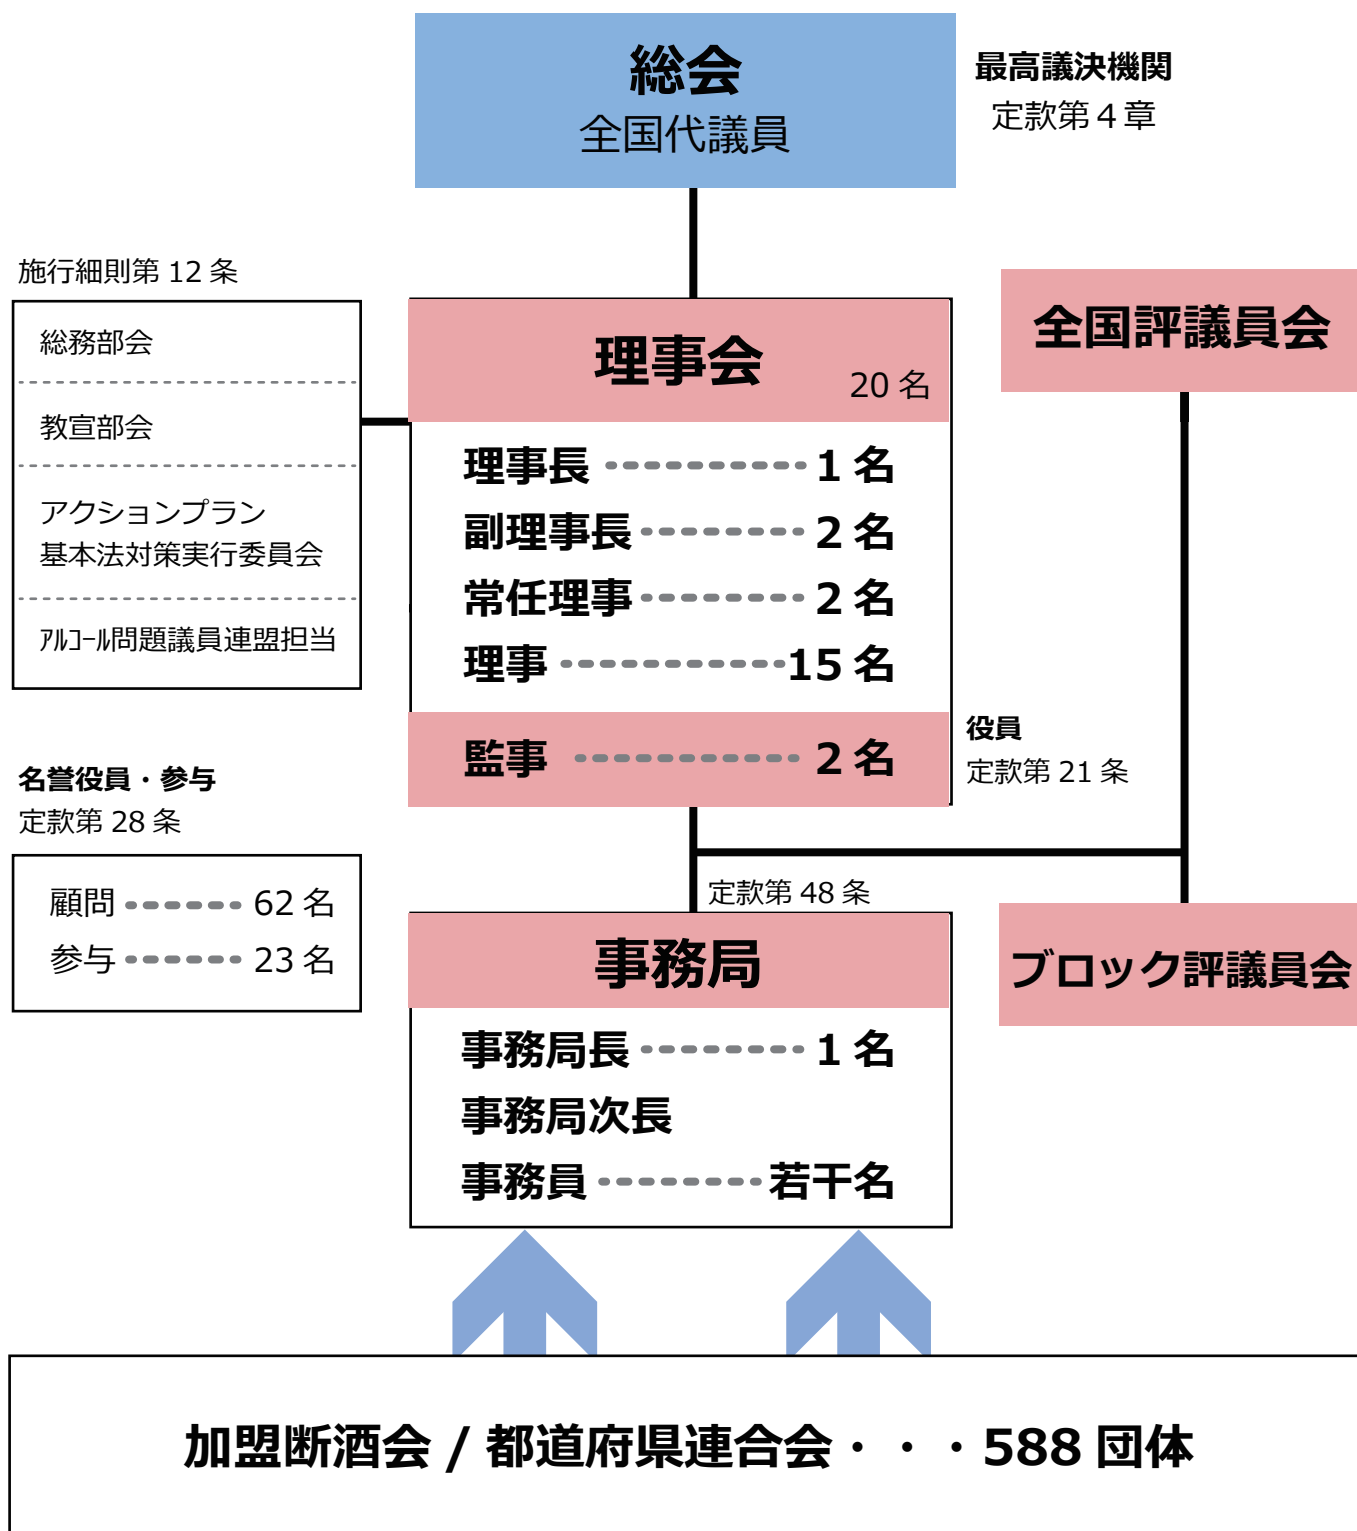 総会
全国代議員
最高議決機関
定款第４章
施行細則第 12 条
総務部会
教宣部会
アクションプラン
基本法対策実行委員会
ｱﾙｺｰﾙ問題議員連盟担当
理事会
20 名
理事長 1 名
副理事長 2 名
常任理事 2 名
理事 15 名
監事 2 名
役員
定款第 21 条
全国評議員会
名誉役員・参与
定款第 28 条
顧問 62 名
参与 23 名
定款第 48 条
事務局
事務局長 1 名
事務局次長
事務員 若干名
ブロック評議員会
加盟断酒会 / 都道府県連合会・・・588 団体